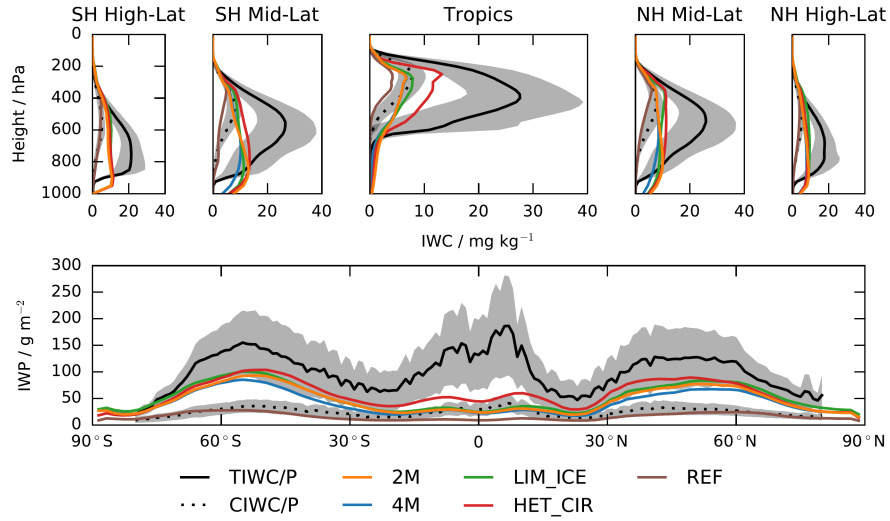 SH High-Lat SH Mid-Lat Tropics NH Mid-Lat NH High-Lat
Height / hPa
0
200
400
600
800
1000
0 20 40 0 20 40 0 10 20 30 40 0 20 40 0 20 40
IWC / mg kg⁻¹
IWP / g m⁻²
300
250
200
150
100
50
0
90°S 60°S 30°S 0 30°N 60°N 90°N
TIWC/P 2M LIM_ICE REF
CIWC/P 4M HET_CIR